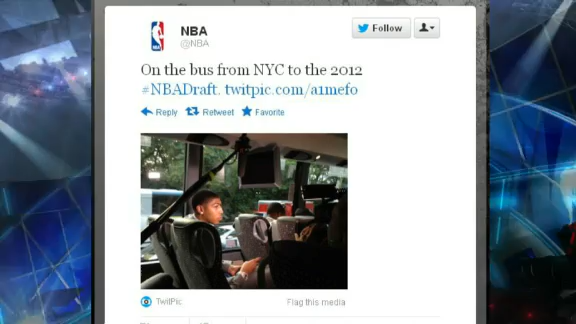 NBA
@NBA
Follow
On the bus from NYC to the 2012
#NBADraft. twitpic.com/a1mefo
Reply Retweet Favorite
TwitPic
Flag this media